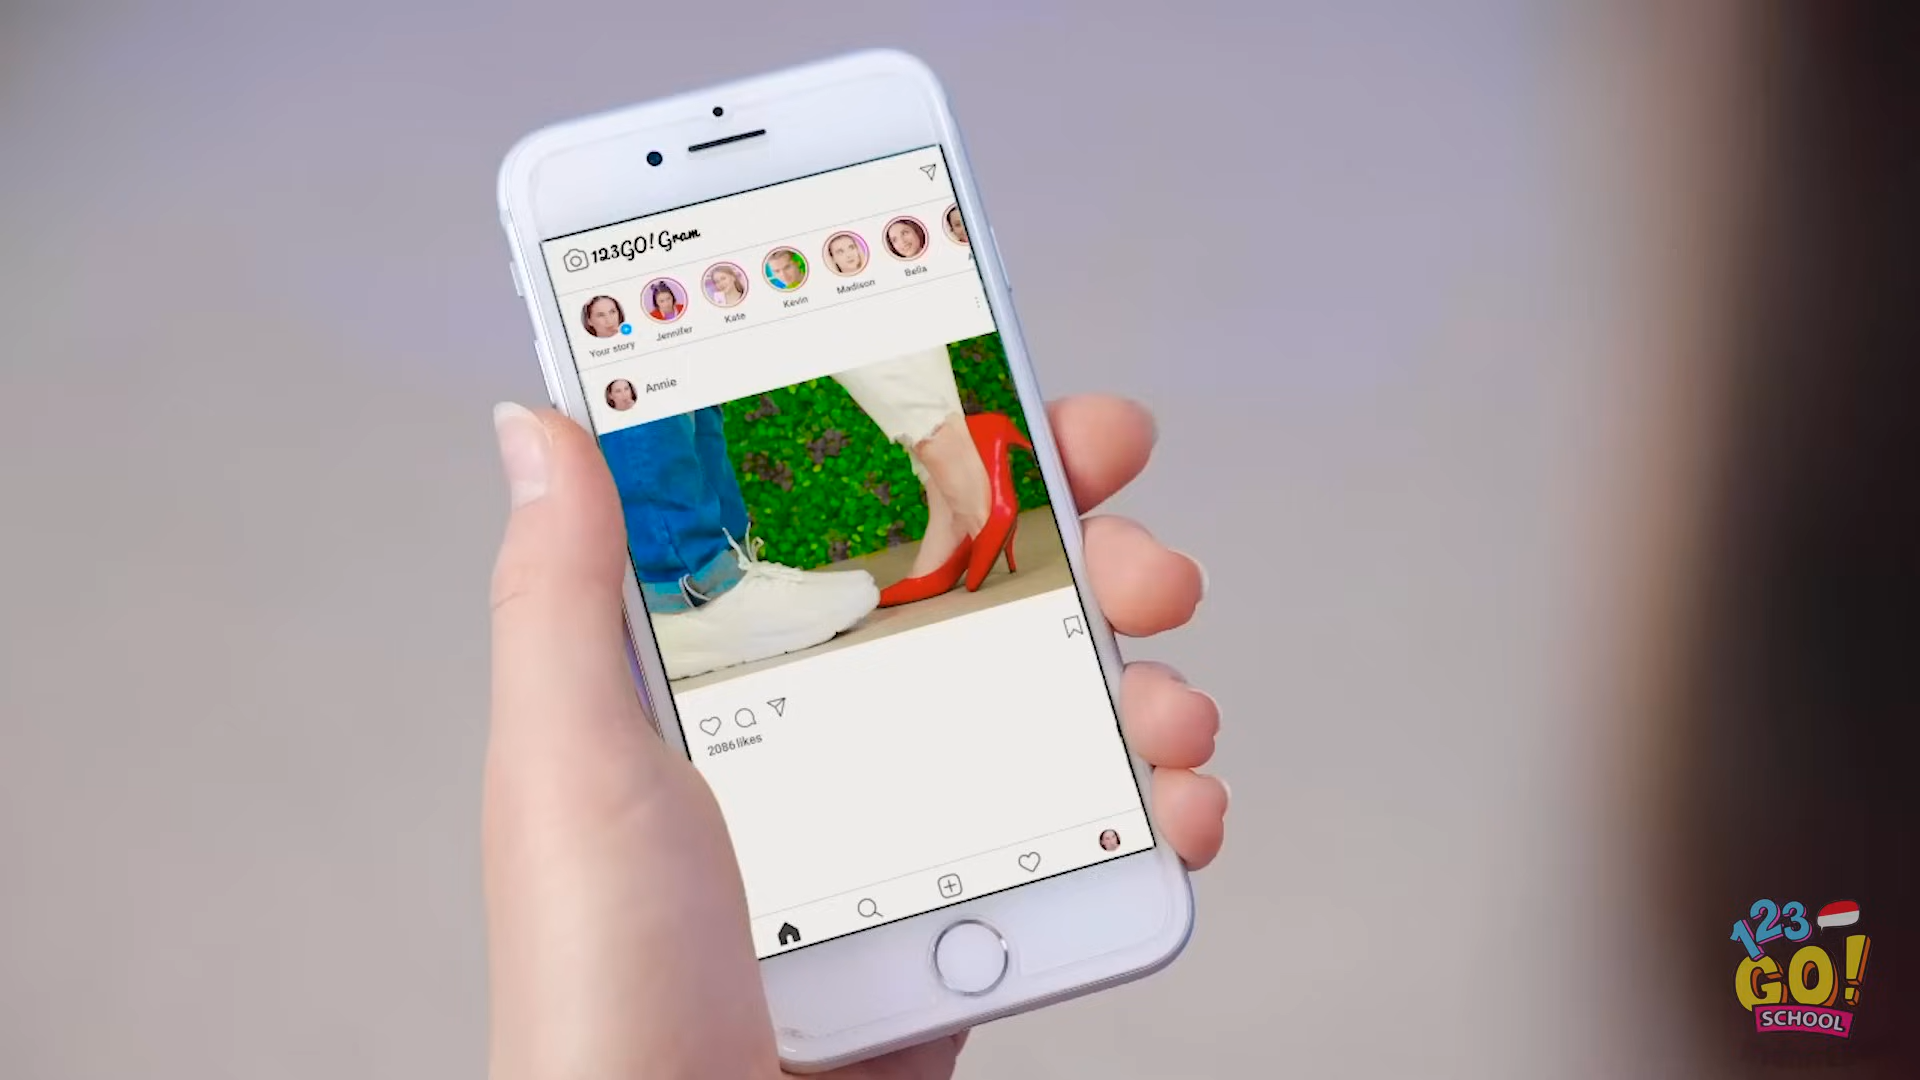 123GO! Gram
Your story
Jennifer
Kate
Kevin
Madison
Bella
Annie
2086 likes
123
GO!
SCHOOL